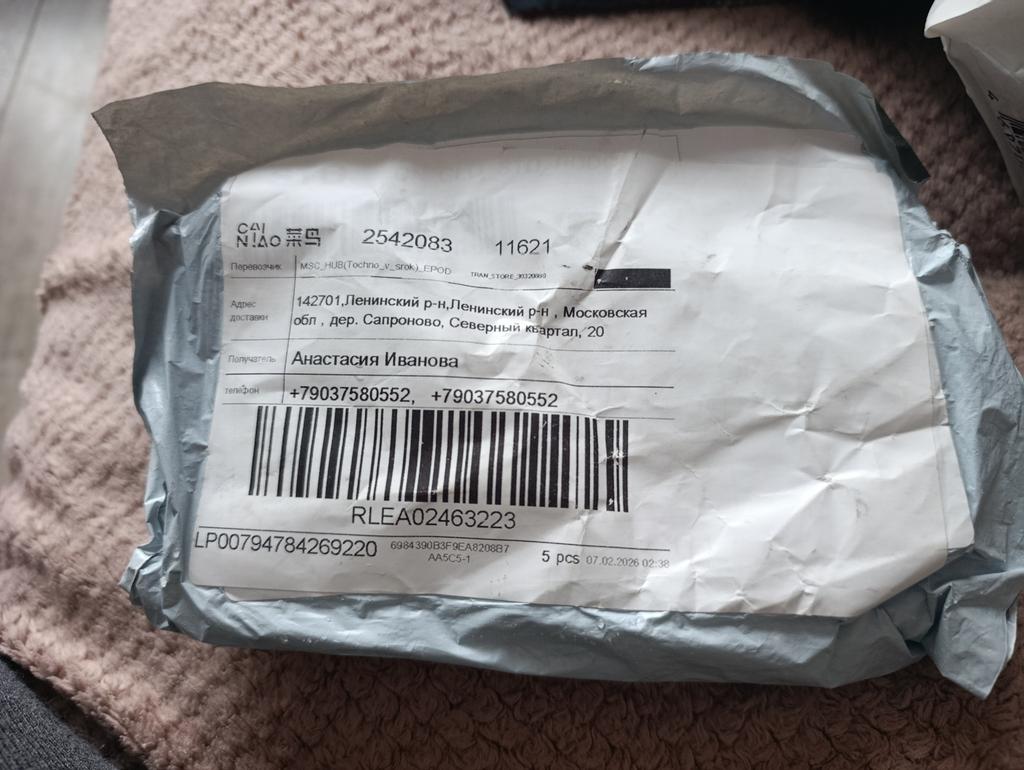 CAI NIAO 菜鸟 2542083 11621
Перевозчик MSC_HUB(Tochno_v_srok)_EPOD TRAN_STORE_30320889
Адрес доставки 142701,Ленинский р-н,Ленинский р-н , Московская
обл , дер. Сапроново, Северный квартал, 20
Получатель Анастасия Иванова
телефон +79037580552, +79037580552
RLEA02463223
LP00794784269220 6984390B3F9EA8208B7
AA5C5-1 5 pcs 07.02.2026 02:38